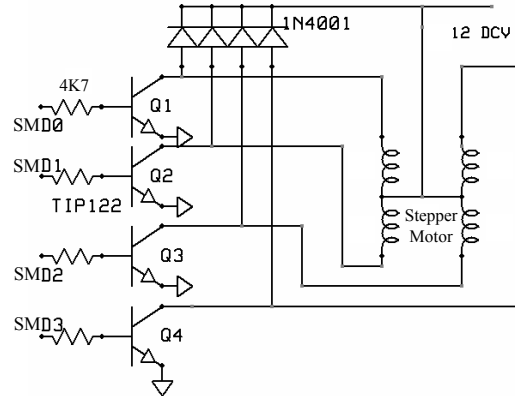 1N4001
12 DCV
4K7
Q1
SMD0
SMD1
Q2
TIP122
Stepper
Motor
Q3
SMD2
SMD3
Q4